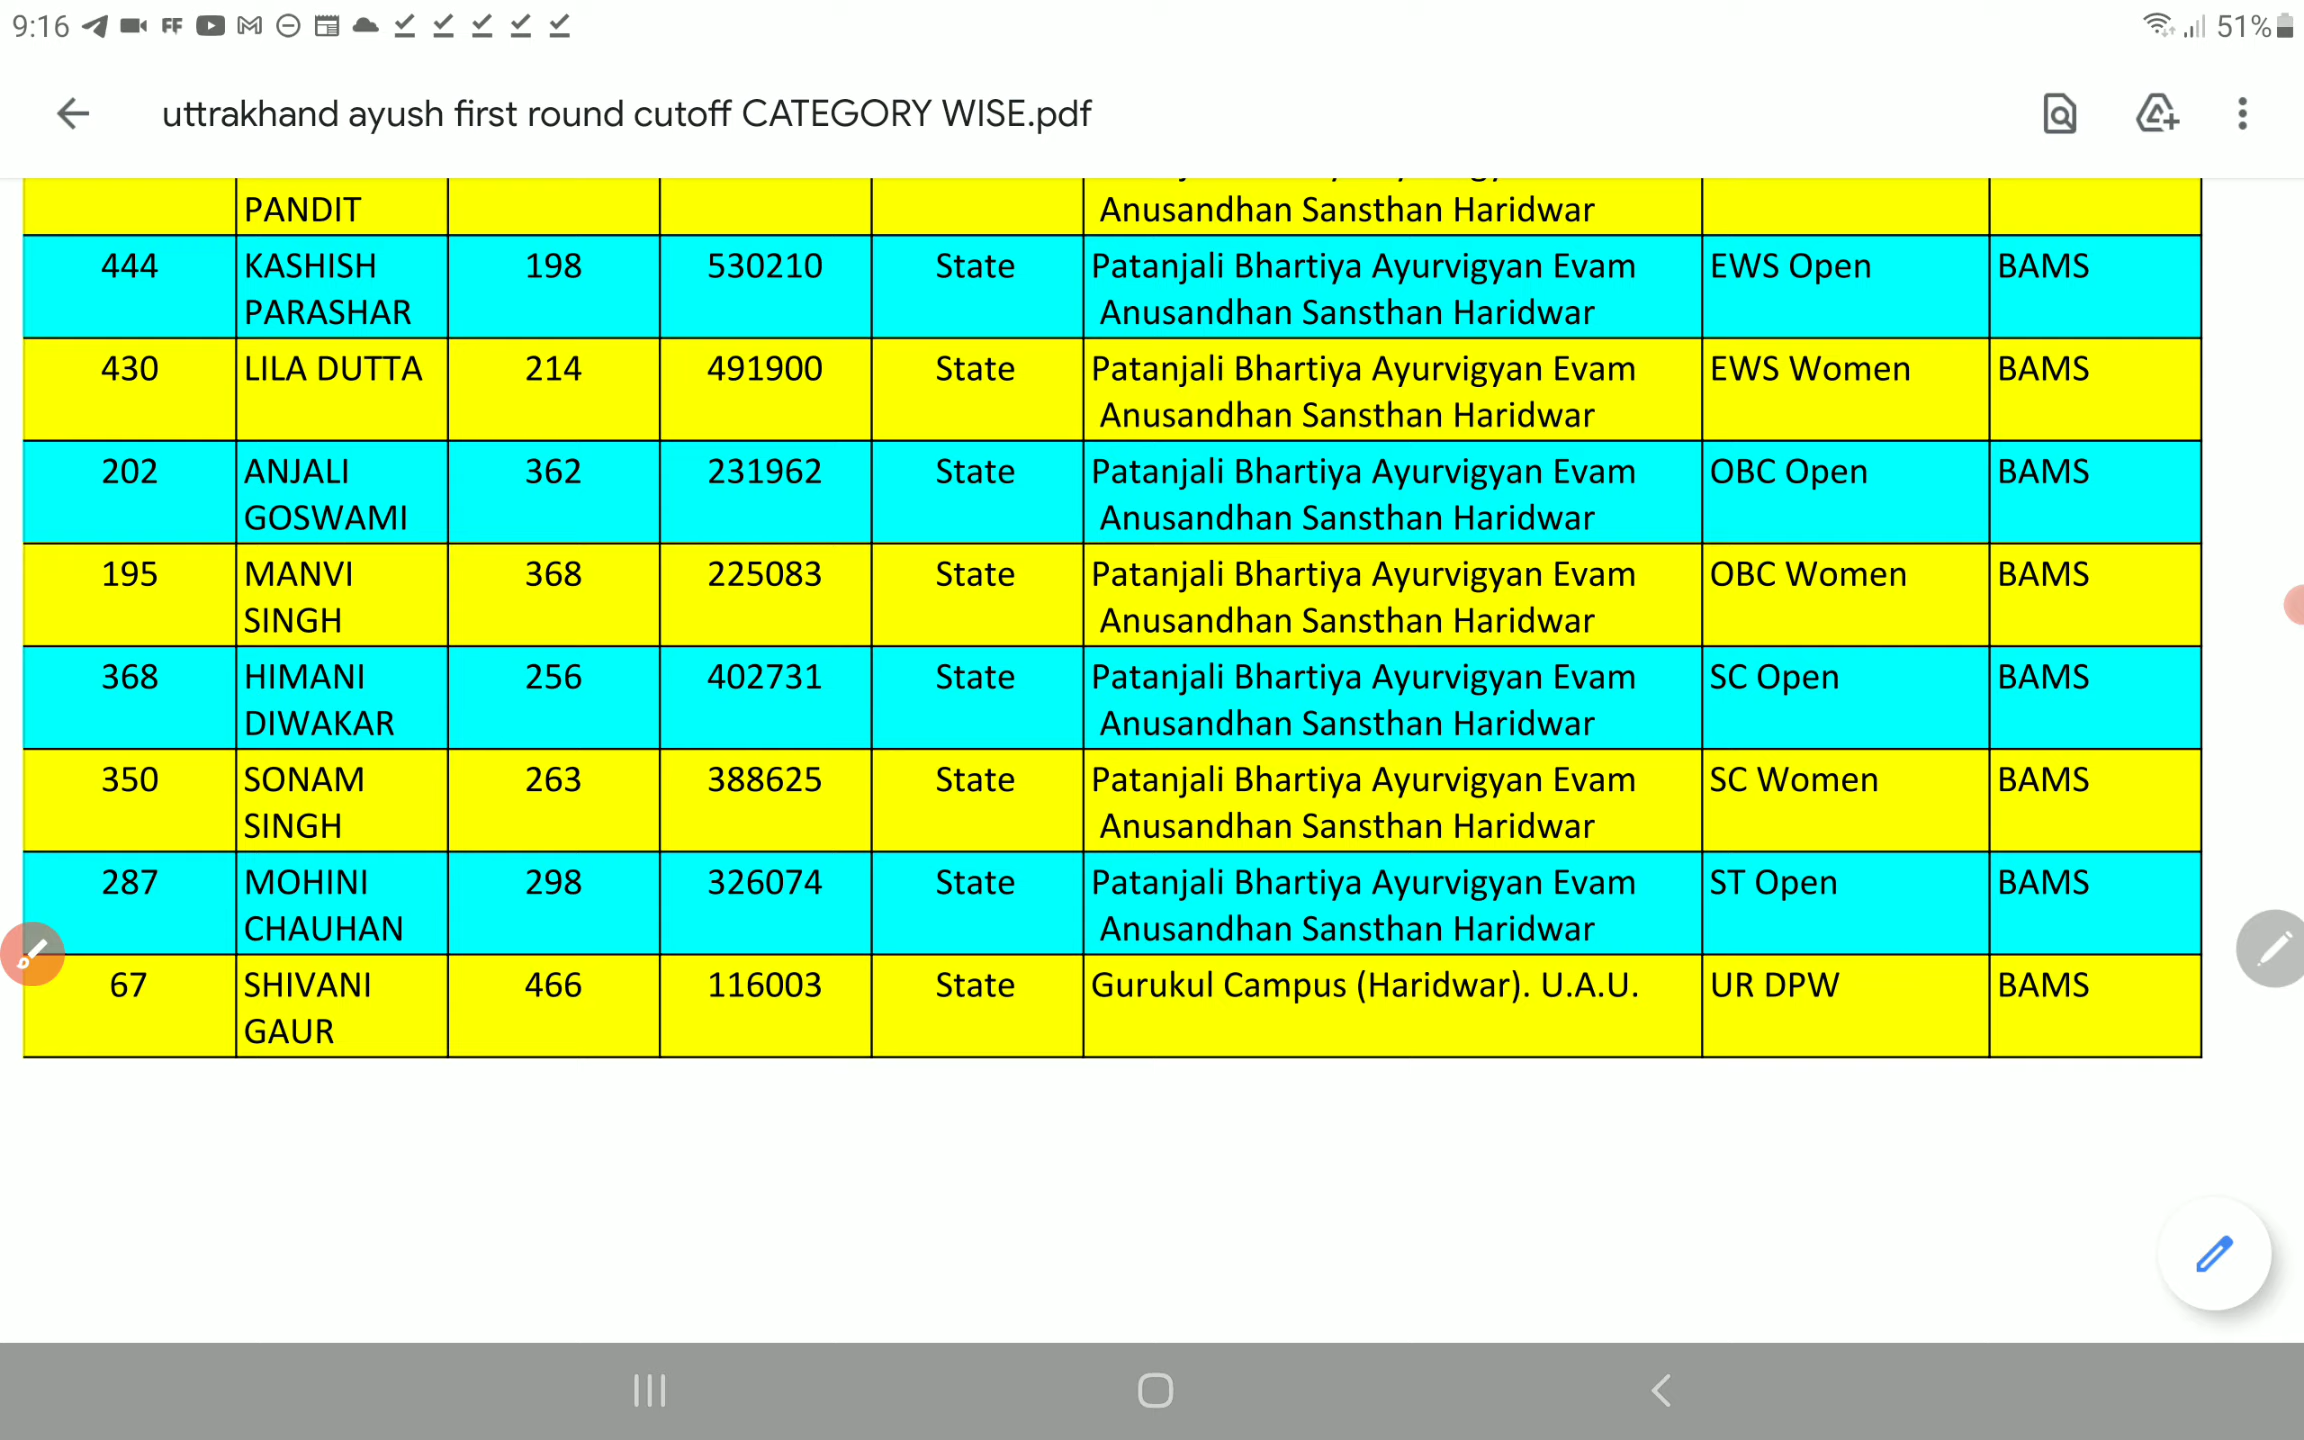 9:16 FF 51%
uttrakhand ayush first round cutoff CATEGORY WISE.pdf
PANDIT Anusandhan Sansthan Haridwar
444 KASHISH 198 530210 State Patanjali Bhartiya Ayurvigyan Evam EWS Open BAMS
PARASHAR Anusandhan Sansthan Haridwar
430 LILA DUTTA 214 491900 State Patanjali Bhartiya Ayurvigyan Evam EWS Women BAMS
Anusandhan Sansthan Haridwar
202 ANJALI 362 231962 State Patanjali Bhartiya Ayurvigyan Evam OBC Open BAMS
GOSWAMI Anusandhan Sansthan Haridwar
195 MANVI 368 225083 State Patanjali Bhartiya Ayurvigyan Evam OBC Women BAMS
SINGH Anusandhan Sansthan Haridwar
368 HIMANI 256 402731 State Patanjali Bhartiya Ayurvigyan Evam SC Open BAMS
DIWAKAR Anusandhan Sansthan Haridwar
350 SONAM 263 388625 State Patanjali Bhartiya Ayurvigyan Evam SC Women BAMS
SINGH Anusandhan Sansthan Haridwar
287 MOHINI 298 326074 State Patanjali Bhartiya Ayurvigyan Evam ST Open BAMS
CHAUHAN Anusandhan Sansthan Haridwar
67 SHIVANI 466 116003 State Gurukul Campus (Haridwar). U.A.U. UR DPW BAMS
GAUR